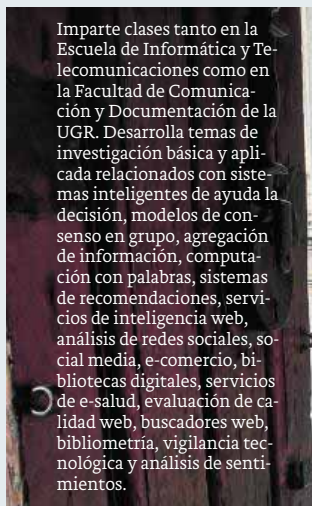 Imparte clases tanto en la
Escuela de Informática y Te-
lecomunicaciones como en
la Facultad de Comunica-
ción y Documentación de la
UGR. Desarrolla temas de
investigación básica y apli-
cada relacionados con siste-
mas inteligentes de ayuda la
decisión, modelos de con-
senso en grupo, agregación
de información, computa-
ción con palabras, sistemas
de recomendaciones, servi-
cios de inteligencia web,
análisis de redes sociales, so-
cial media, e-comercio, bi-
bliotecas digitales, servicios
de e-salud, evaluación de ca-
lidad web, buscadores web,
bibliometría, vigilancia tec-
nológica y análisis de senti-
mientos.